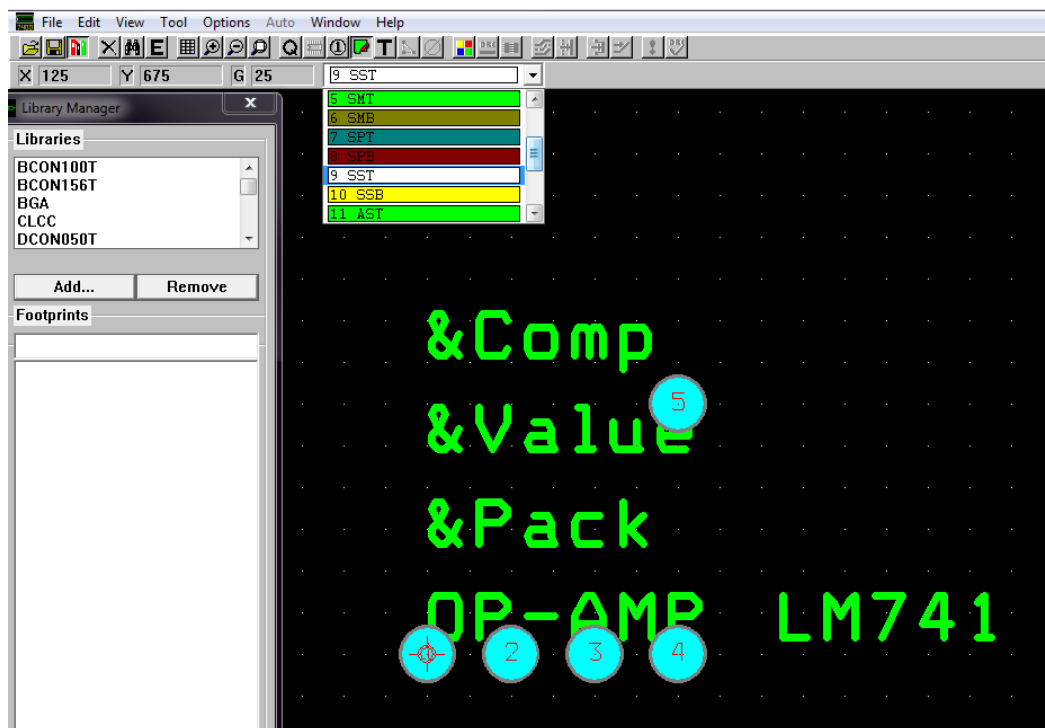 File Edit View Tool Options Auto Window Help
X 125 Y 675 G 25 9 SST
Library Manager X
5 SMT
6 SMB
7 SPT
8 SPB
9 SST
10 SSB
11 AST
Libraries
BCON100T
BCON156T
BGA
CLCC
DCON050T
Add... Remove
Footprints
&Comp
5
&Value
&Pack
OP-AMP LM741
1 2 3 4